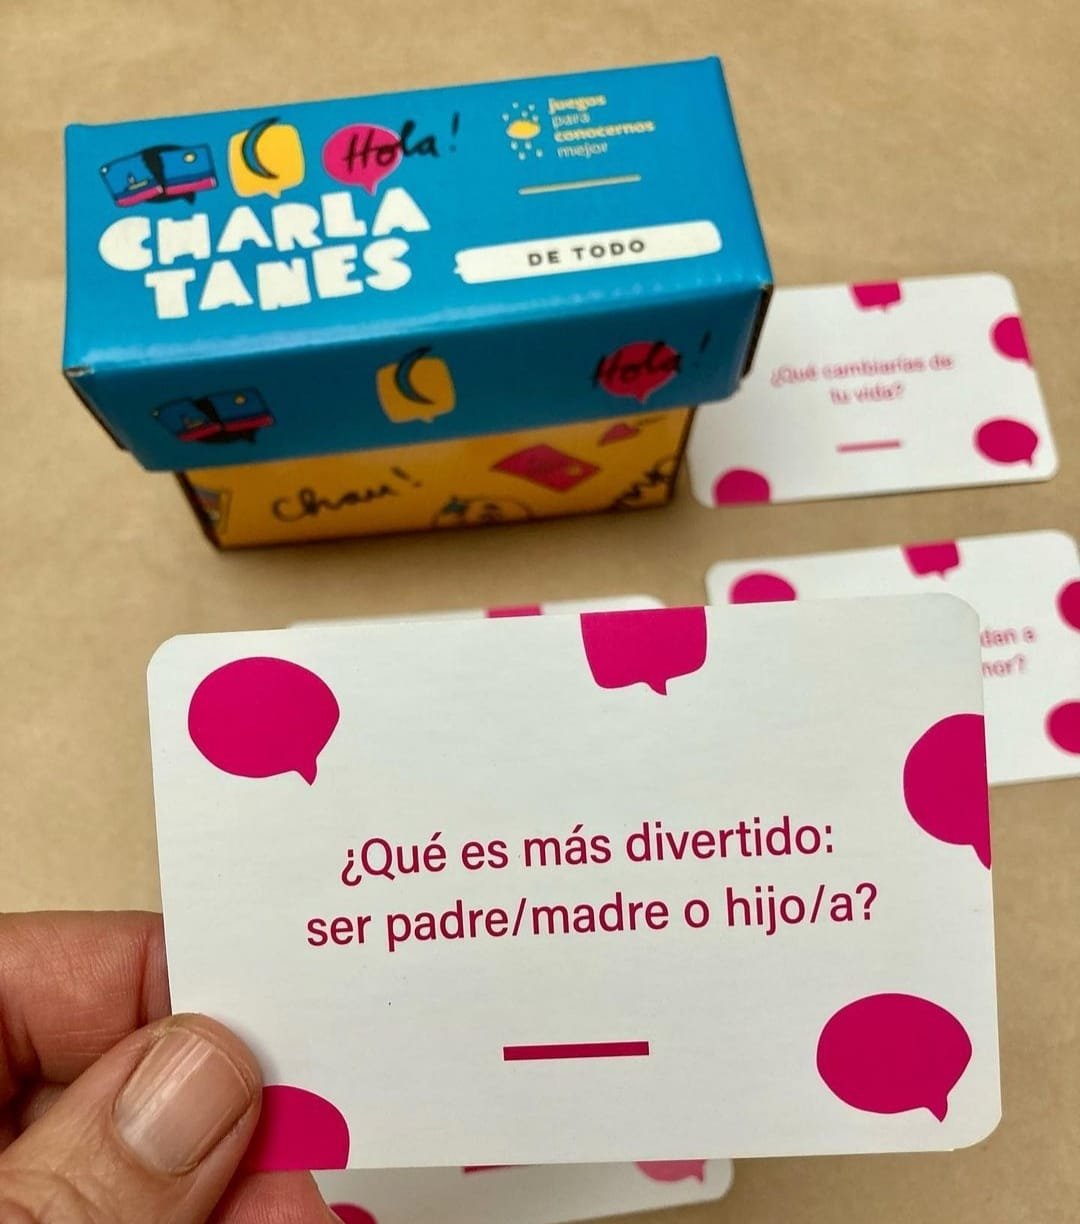 Hola!
juegos
para
conocernos
mejor
CHARLA
TANES
DE TODO
Hola!
chau!
¿Qué cambiarías de
tu vida?
dan a
¿Qué es más divertido:
ser padre/madre o hijo/a?